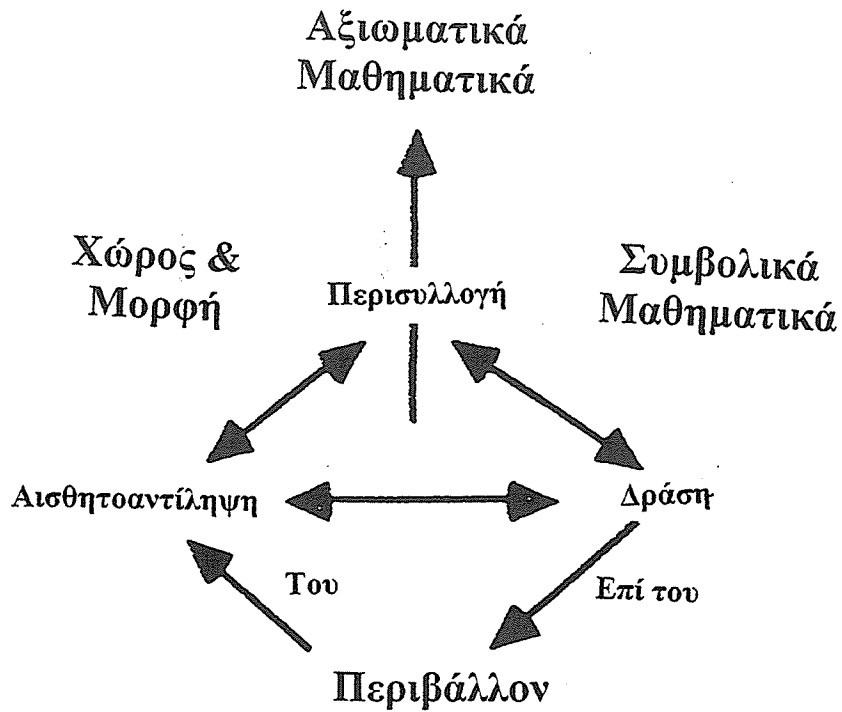 Αξιωματικά
Μαθηματικά
Χώρος &
Μορφή
Περισυλλογή
Συμβολικά
Μαθηματικά
Αισθητοαντίληψη
Δράση
Του
Επί του
Περιβάλλον